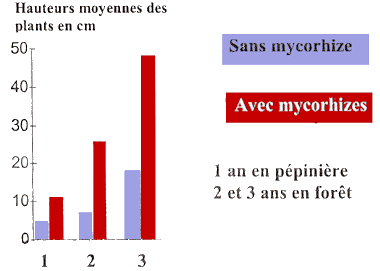 Hauteurs moyennes des
plants en cm
50
40
30
20
10
0
1 2 3
Sans mycorhize
Avec mycorhizes
1 an en pépinière
2 et 3 ans en forêt